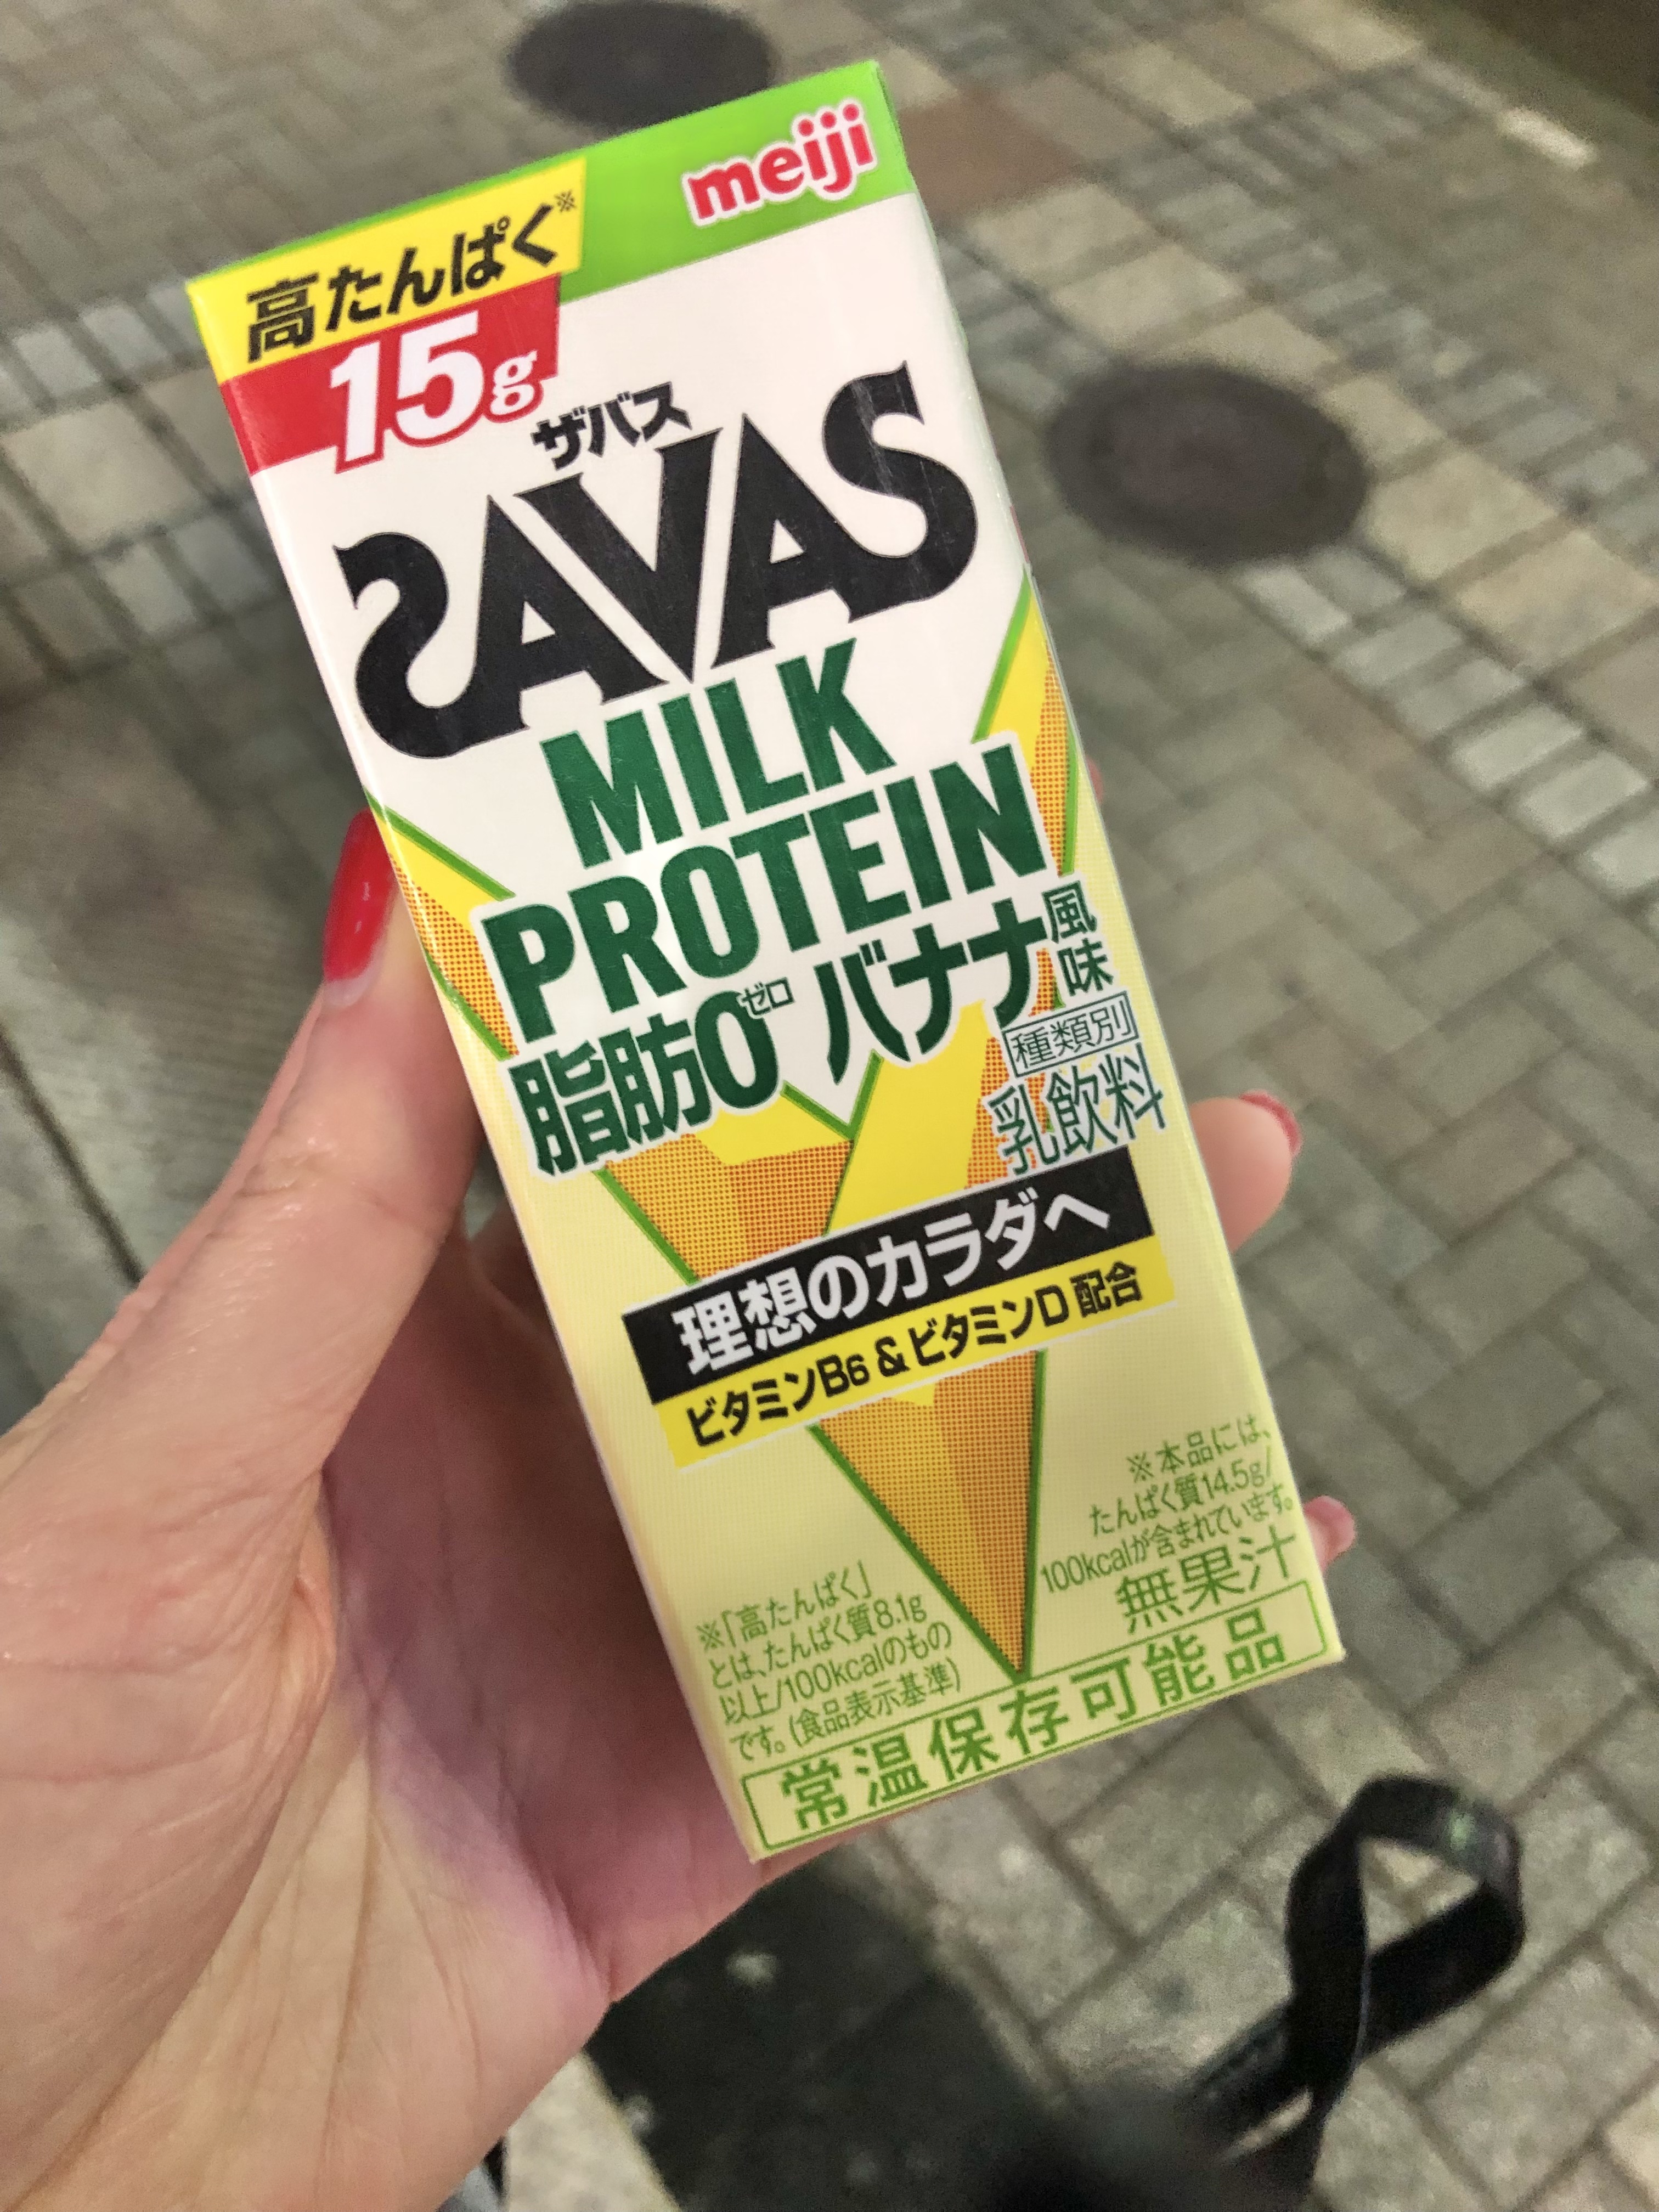 meiji
高たんぱく※
15g
ザバス
SAVAS
MILK
PROTEIN
脂肪0ゼロ バナナ風味
種類別
乳飲料
理想のカラダへ
ビタミンB6 & ビタミンD 配合
※本品には、
たんぱく質14.5g/
100kcalが含まれています。
無果汁
※「高たんぱく」
とは、たんぱく質8.1g
以上/100kcalのもの
です。(食品表示基準)
常温保存可能品